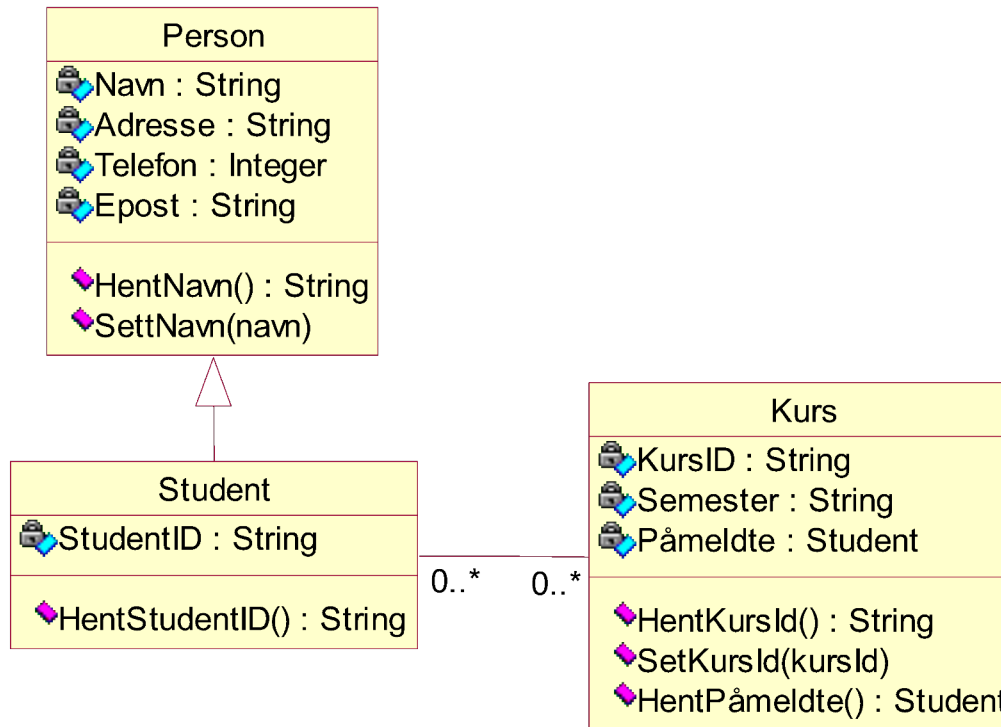 Person
Navn : String
Adresse : String
Telefon : Integer
Epost : String
HentNavn() : String
SettNavn(navn)
Student
StudentID : String
HentStudentID() : String
0..*
0..*
Kurs
KursID : String
Semester : String
Påmeldte : Student
HentKursId() : String
SetKursId(kursId)
HentPåmeldte() : Student